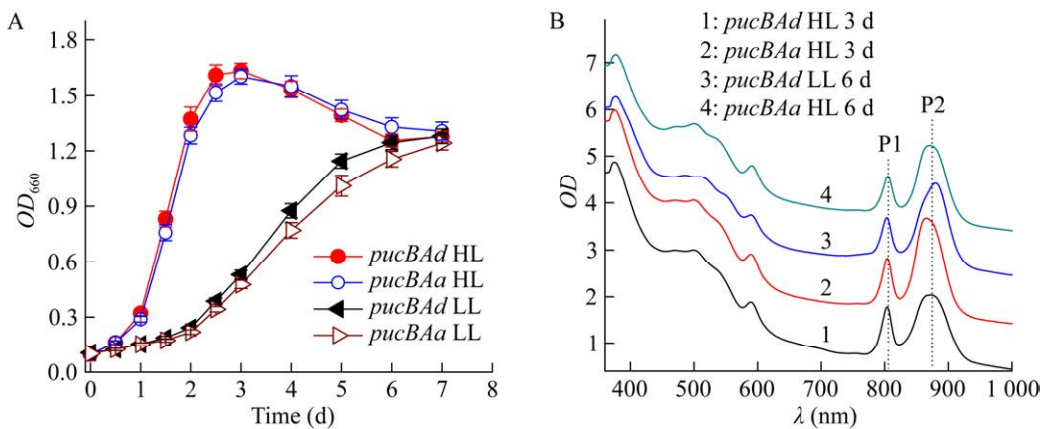 A
OD660
1.8
1.5
1.2
0.9
0.6
0.3
0.0
0 1 2 3 4 5 6 7
Time (d)
pucBAd HL
pucBAa HL
pucBAd LL
pucBAa LL
B
1: pucBAd HL 3 d
2: pucBAa HL 3 d
3: pucBAd LL 6 d
4: pucBAa HL 6 d
P1
P2
OD
7
6
5
4
3
2
1
4
3
2
1
400 500 600 700 800 900 1 000
λ (nm)